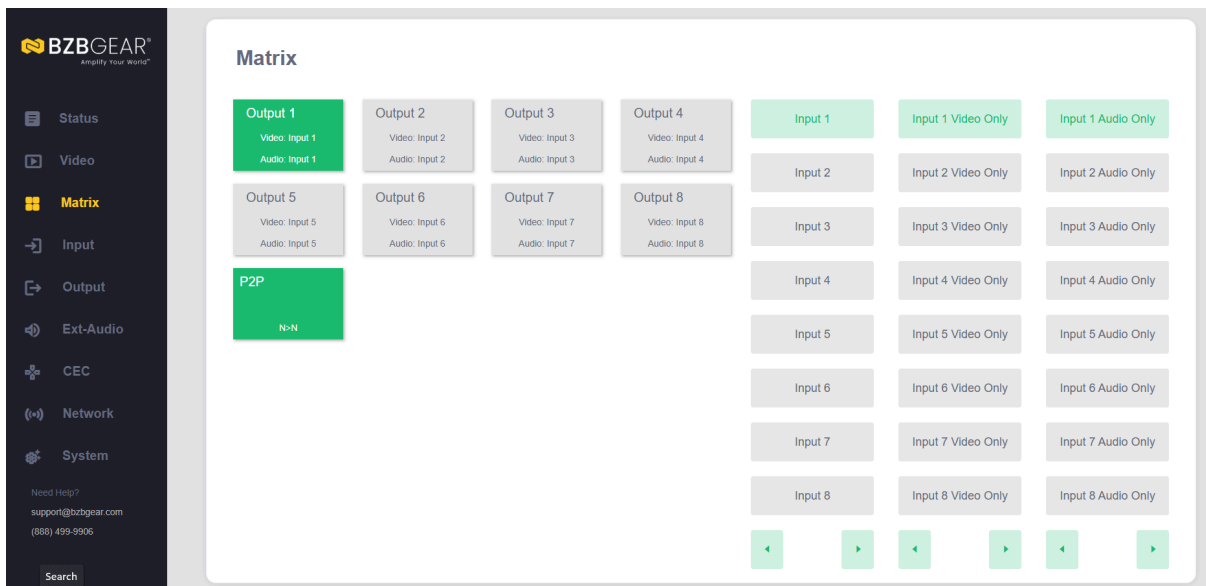 BZBGEAR®
Amplify Your World™
Status
Video
Matrix
Input
Output
Ext-Audio
CEC
Network
System
Need Help?
support@bzbgear.com
(888) 499-9906
Search
Matrix
Output 1
Video: Input 1
Audio: Input 1
Output 2
Video: Input 2
Audio: Input 2
Output 3
Video: Input 3
Audio: Input 3
Output 4
Video: Input 4
Audio: Input 4
Output 5
Video: Input 5
Audio: Input 5
Output 6
Video: Input 6
Audio: Input 6
Output 7
Video: Input 7
Audio: Input 7
Output 8
Video: Input 8
Audio: Input 8
P2P
N>N
Input 1
Input 1 Video Only
Input 1 Audio Only
Input 2
Input 2 Video Only
Input 2 Audio Only
Input 3
Input 3 Video Only
Input 3 Audio Only
Input 4
Input 4 Video Only
Input 4 Audio Only
Input 5
Input 5 Video Only
Input 5 Audio Only
Input 6
Input 6 Video Only
Input 6 Audio Only
Input 7
Input 7 Video Only
Input 7 Audio Only
Input 8
Input 8 Video Only
Input 8 Audio Only